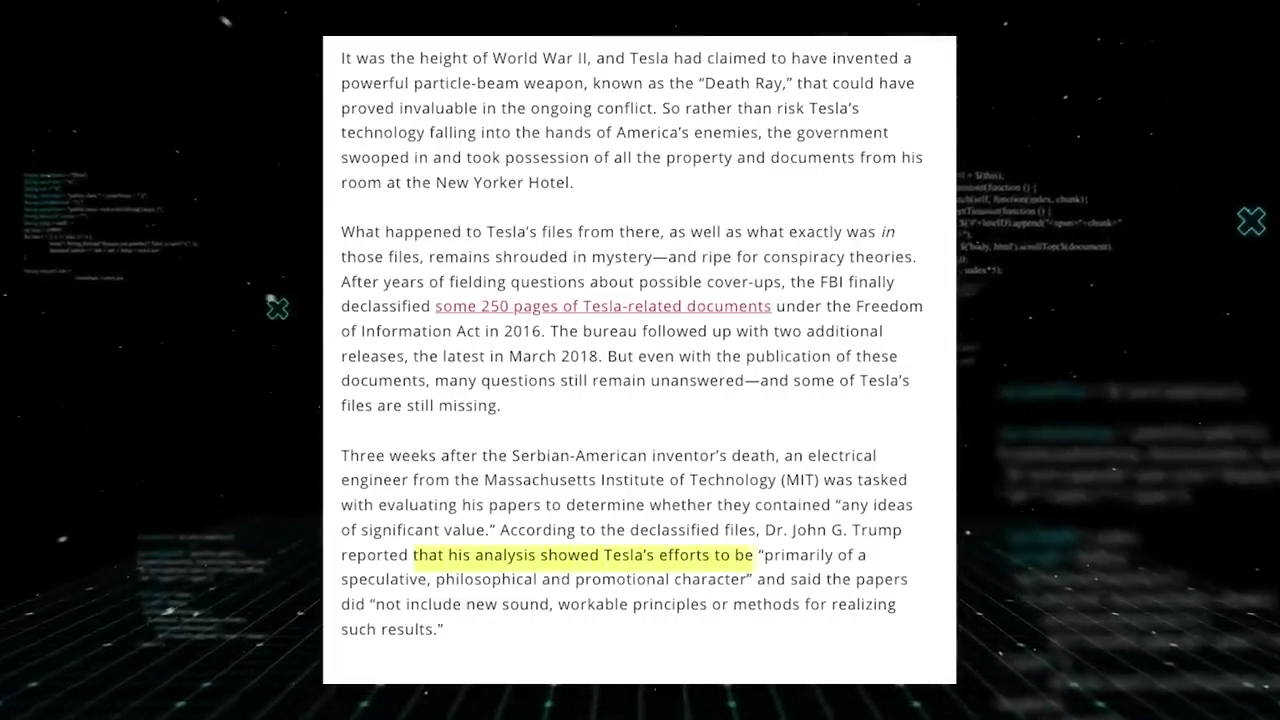 It was the height of World War II, and Tesla had claimed to have invented a
powerful particle-beam weapon, known as the “Death Ray,” that could have
proved invaluable in the ongoing conflict. So rather than risk Tesla’s
technology falling into the hands of America’s enemies, the government
swooped in and took possession of all the property and documents from his
room at the New Yorker Hotel.
What happened to Tesla’s files from there, as well as what exactly was in
those files, remains shrouded in mystery—and ripe for conspiracy theories.
After years of fielding questions about possible cover-ups, the FBI finally
declassified some 250 pages of Tesla-related documents under the Freedom
of Information Act in 2016. The bureau followed up with two additional
releases, the latest in March 2018. But even with the publication of these
documents, many questions still remain unanswered—and some of Tesla’s
files are still missing.
Three weeks after the Serbian-American inventor’s death, an electrical
engineer from the Massachusetts Institute of Technology (MIT) was tasked
with evaluating his papers to determine whether they contained “any ideas
of significant value.” According to the declassified files, Dr. John G. Trump
reported that his analysis showed Tesla’s efforts to be “primarily of a
speculative, philosophical and promotional character” and said the papers
did “not include new sound, workable principles or methods for realizing
such results.”
= $(this);
function () {
$('body, html').scrollTop($(document).
index*5);